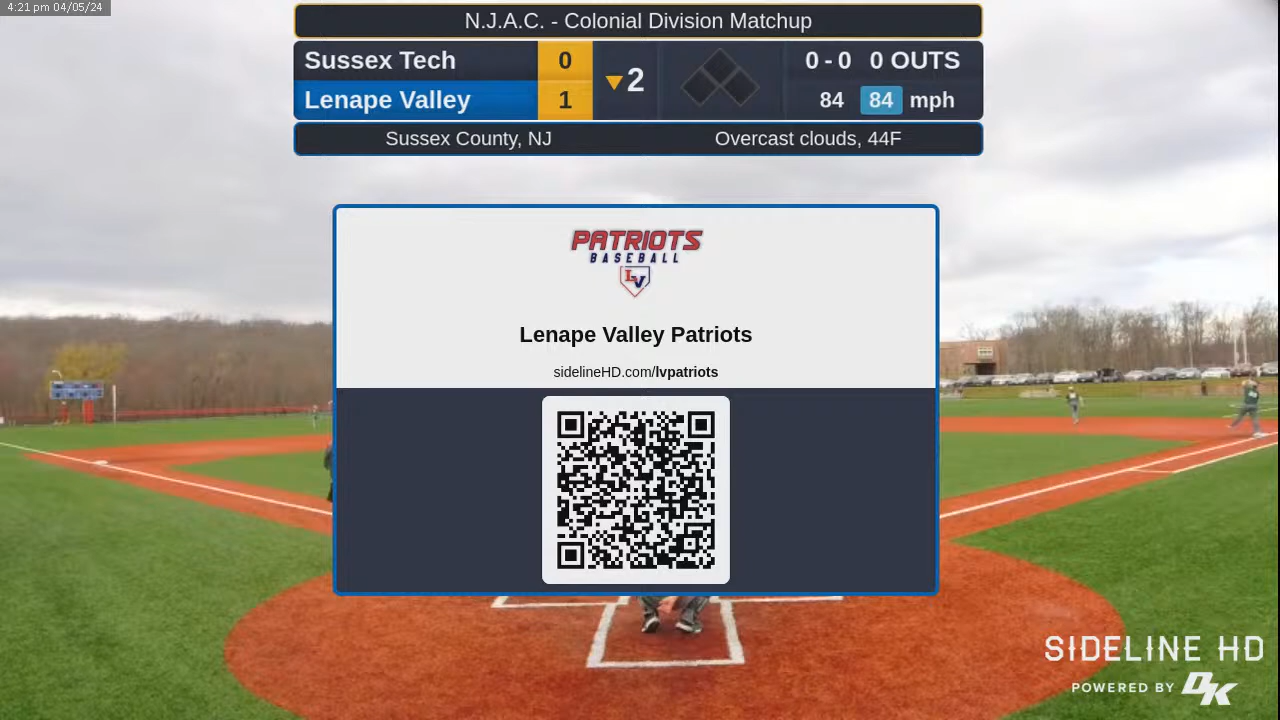 4:21 pm 04/05/24
N.J.A.C. - Colonial Division Matchup
Sussex Tech 0
Lenape Valley 1
▼2
0 - 0 0 OUTS
84 84 mph
Sussex County, NJ Overcast clouds, 44F
PATRIOTS
BASEBALL
LV
Lenape Valley Patriots
sidelineHD.com/lvpatriots
SIDELINE HD
POWERED BY DK